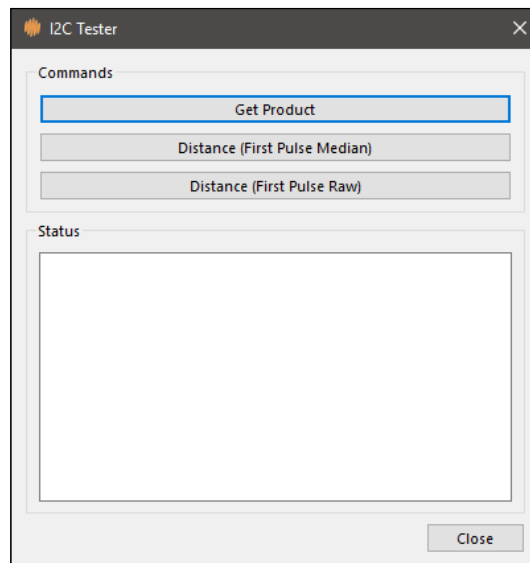 I2C Tester
Commands
Get Product
Distance (First Pulse Median)
Distance (First Pulse Raw)
Status
Close